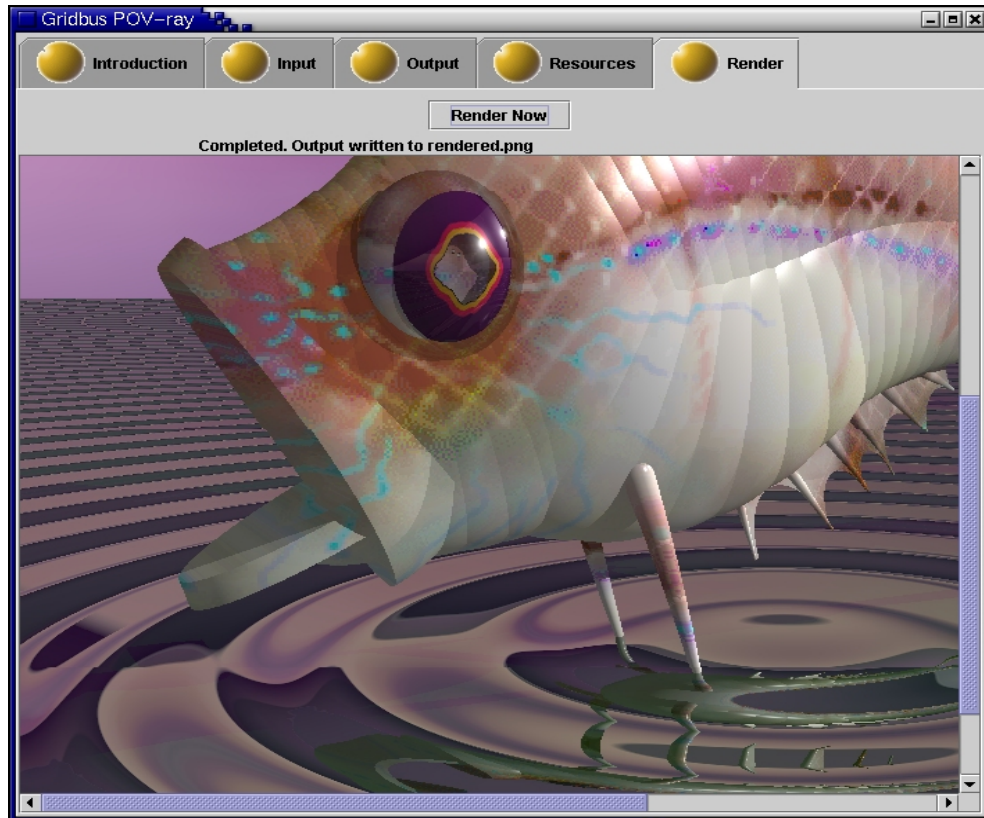 Gridbus POV-ray
Introduction
Input
Output
Resources
Render
Render Now
Completed. Output written to rendered.png